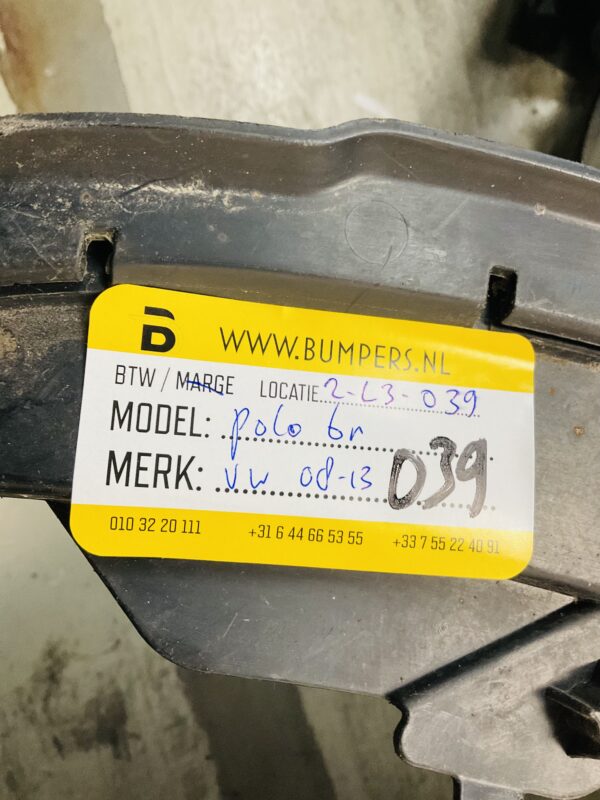 B WWW.BUMPERS.NL
BTW / MARGE LOCATIE 2-L3-039
MODEL: polo 6r
MERK: VW 08-13 039
010 32 20 111 +31 6 44 66 53 55 +33 7 55 22 40 91